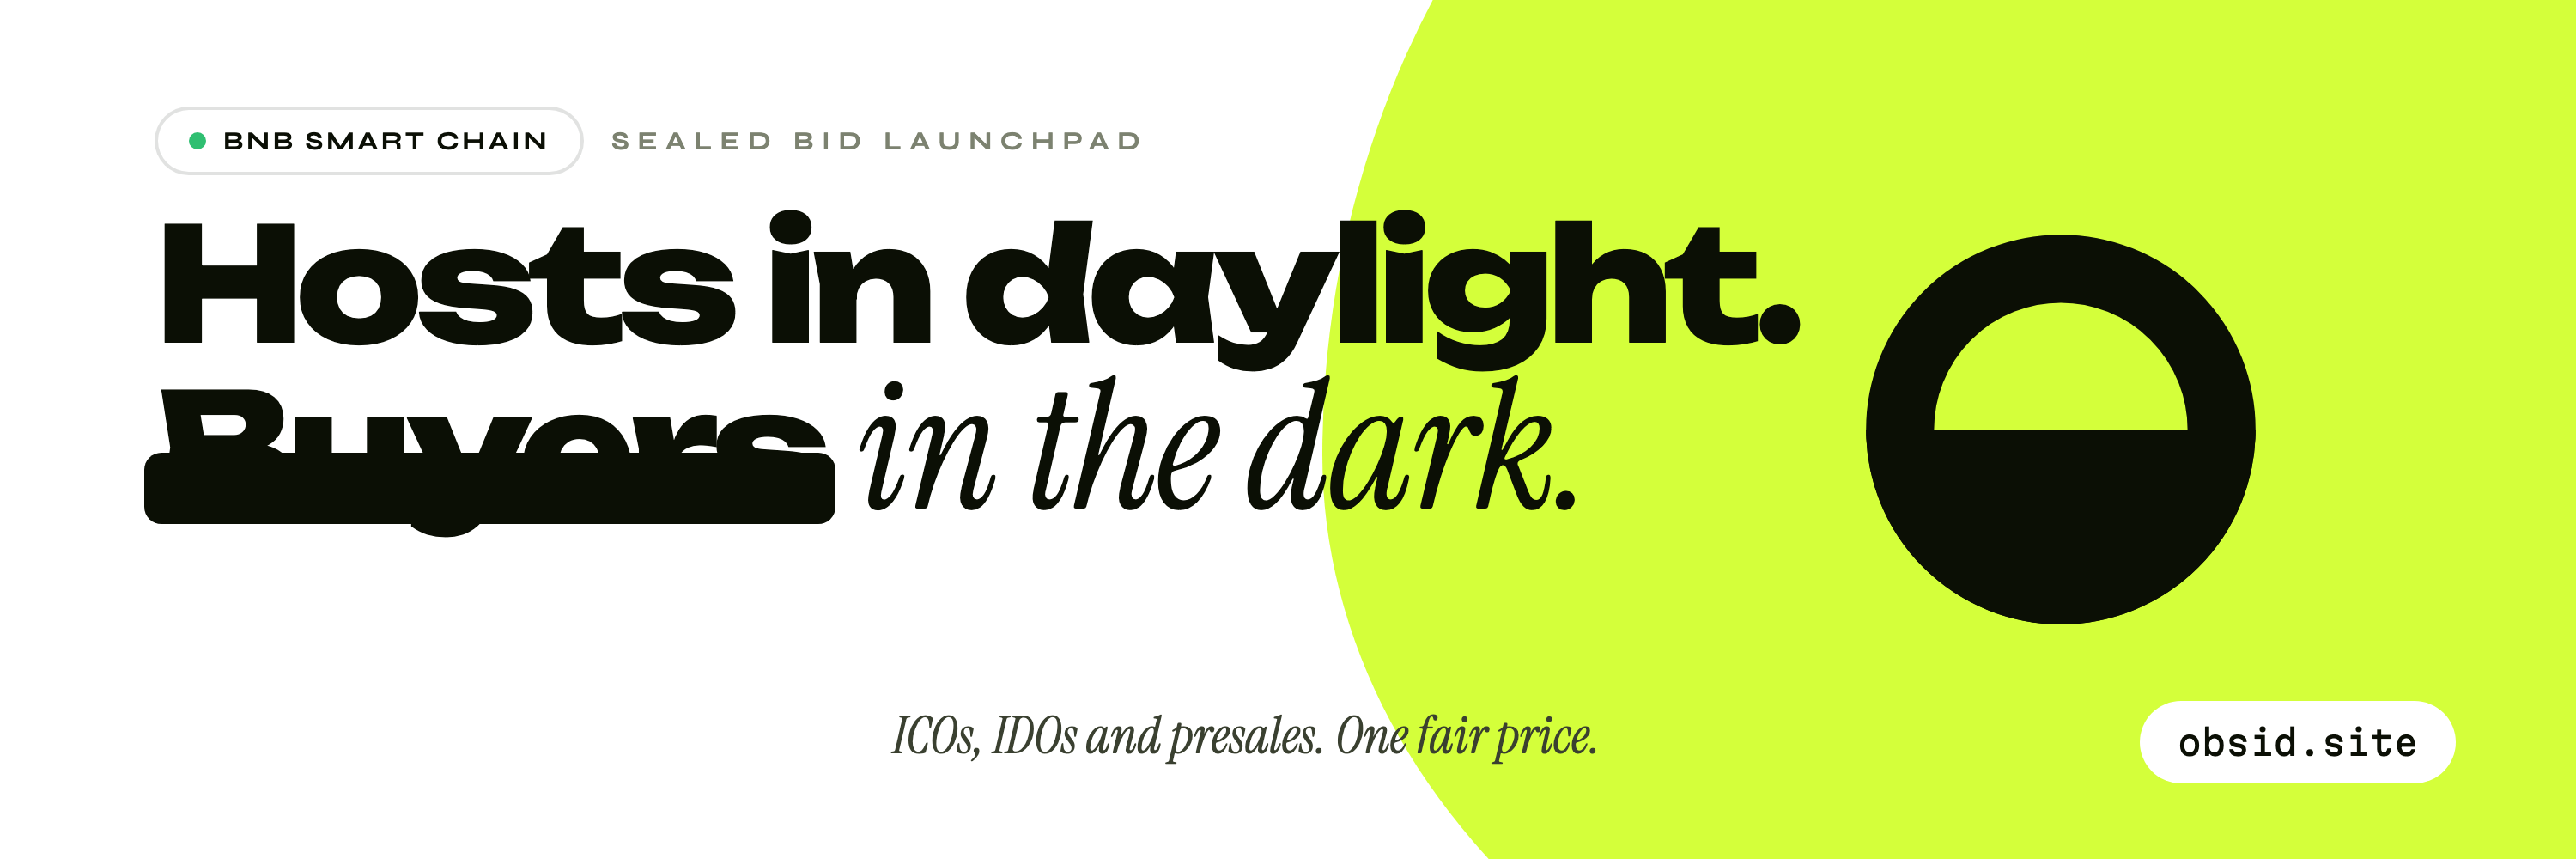 BNB SMART CHAIN SEALED BID LAUNCHPAD
Hosts in daylight.
Buyers in the dark.
ICOs, IDOs and presales. One fair price.
obsid.site